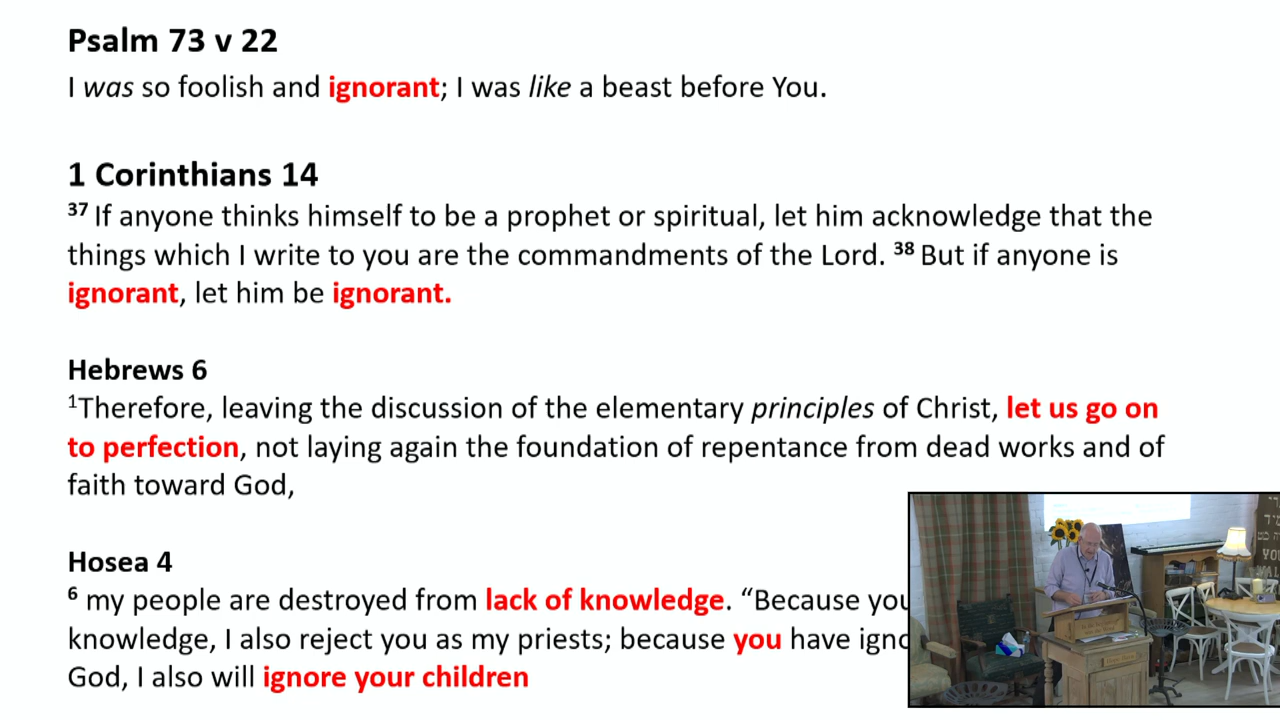 Psalm 73 v 22
I was so foolish and ignorant; I was like a beast before You.
1 Corinthians 14
37 If anyone thinks himself to be a prophet or spiritual, let him acknowledge that the
things which I write to you are the commandments of the Lord. 38 But if anyone is
ignorant, let him be ignorant.
Hebrews 6
1Therefore, leaving the discussion of the elementary principles of Christ, let us go on
to perfection, not laying again the foundation of repentance from dead works and of
faith toward God,
Hosea 4
6 my people are destroyed from lack of knowledge. “Because you
knowledge, I also reject you as my priests; because you have igno
God, I also will ignore your children